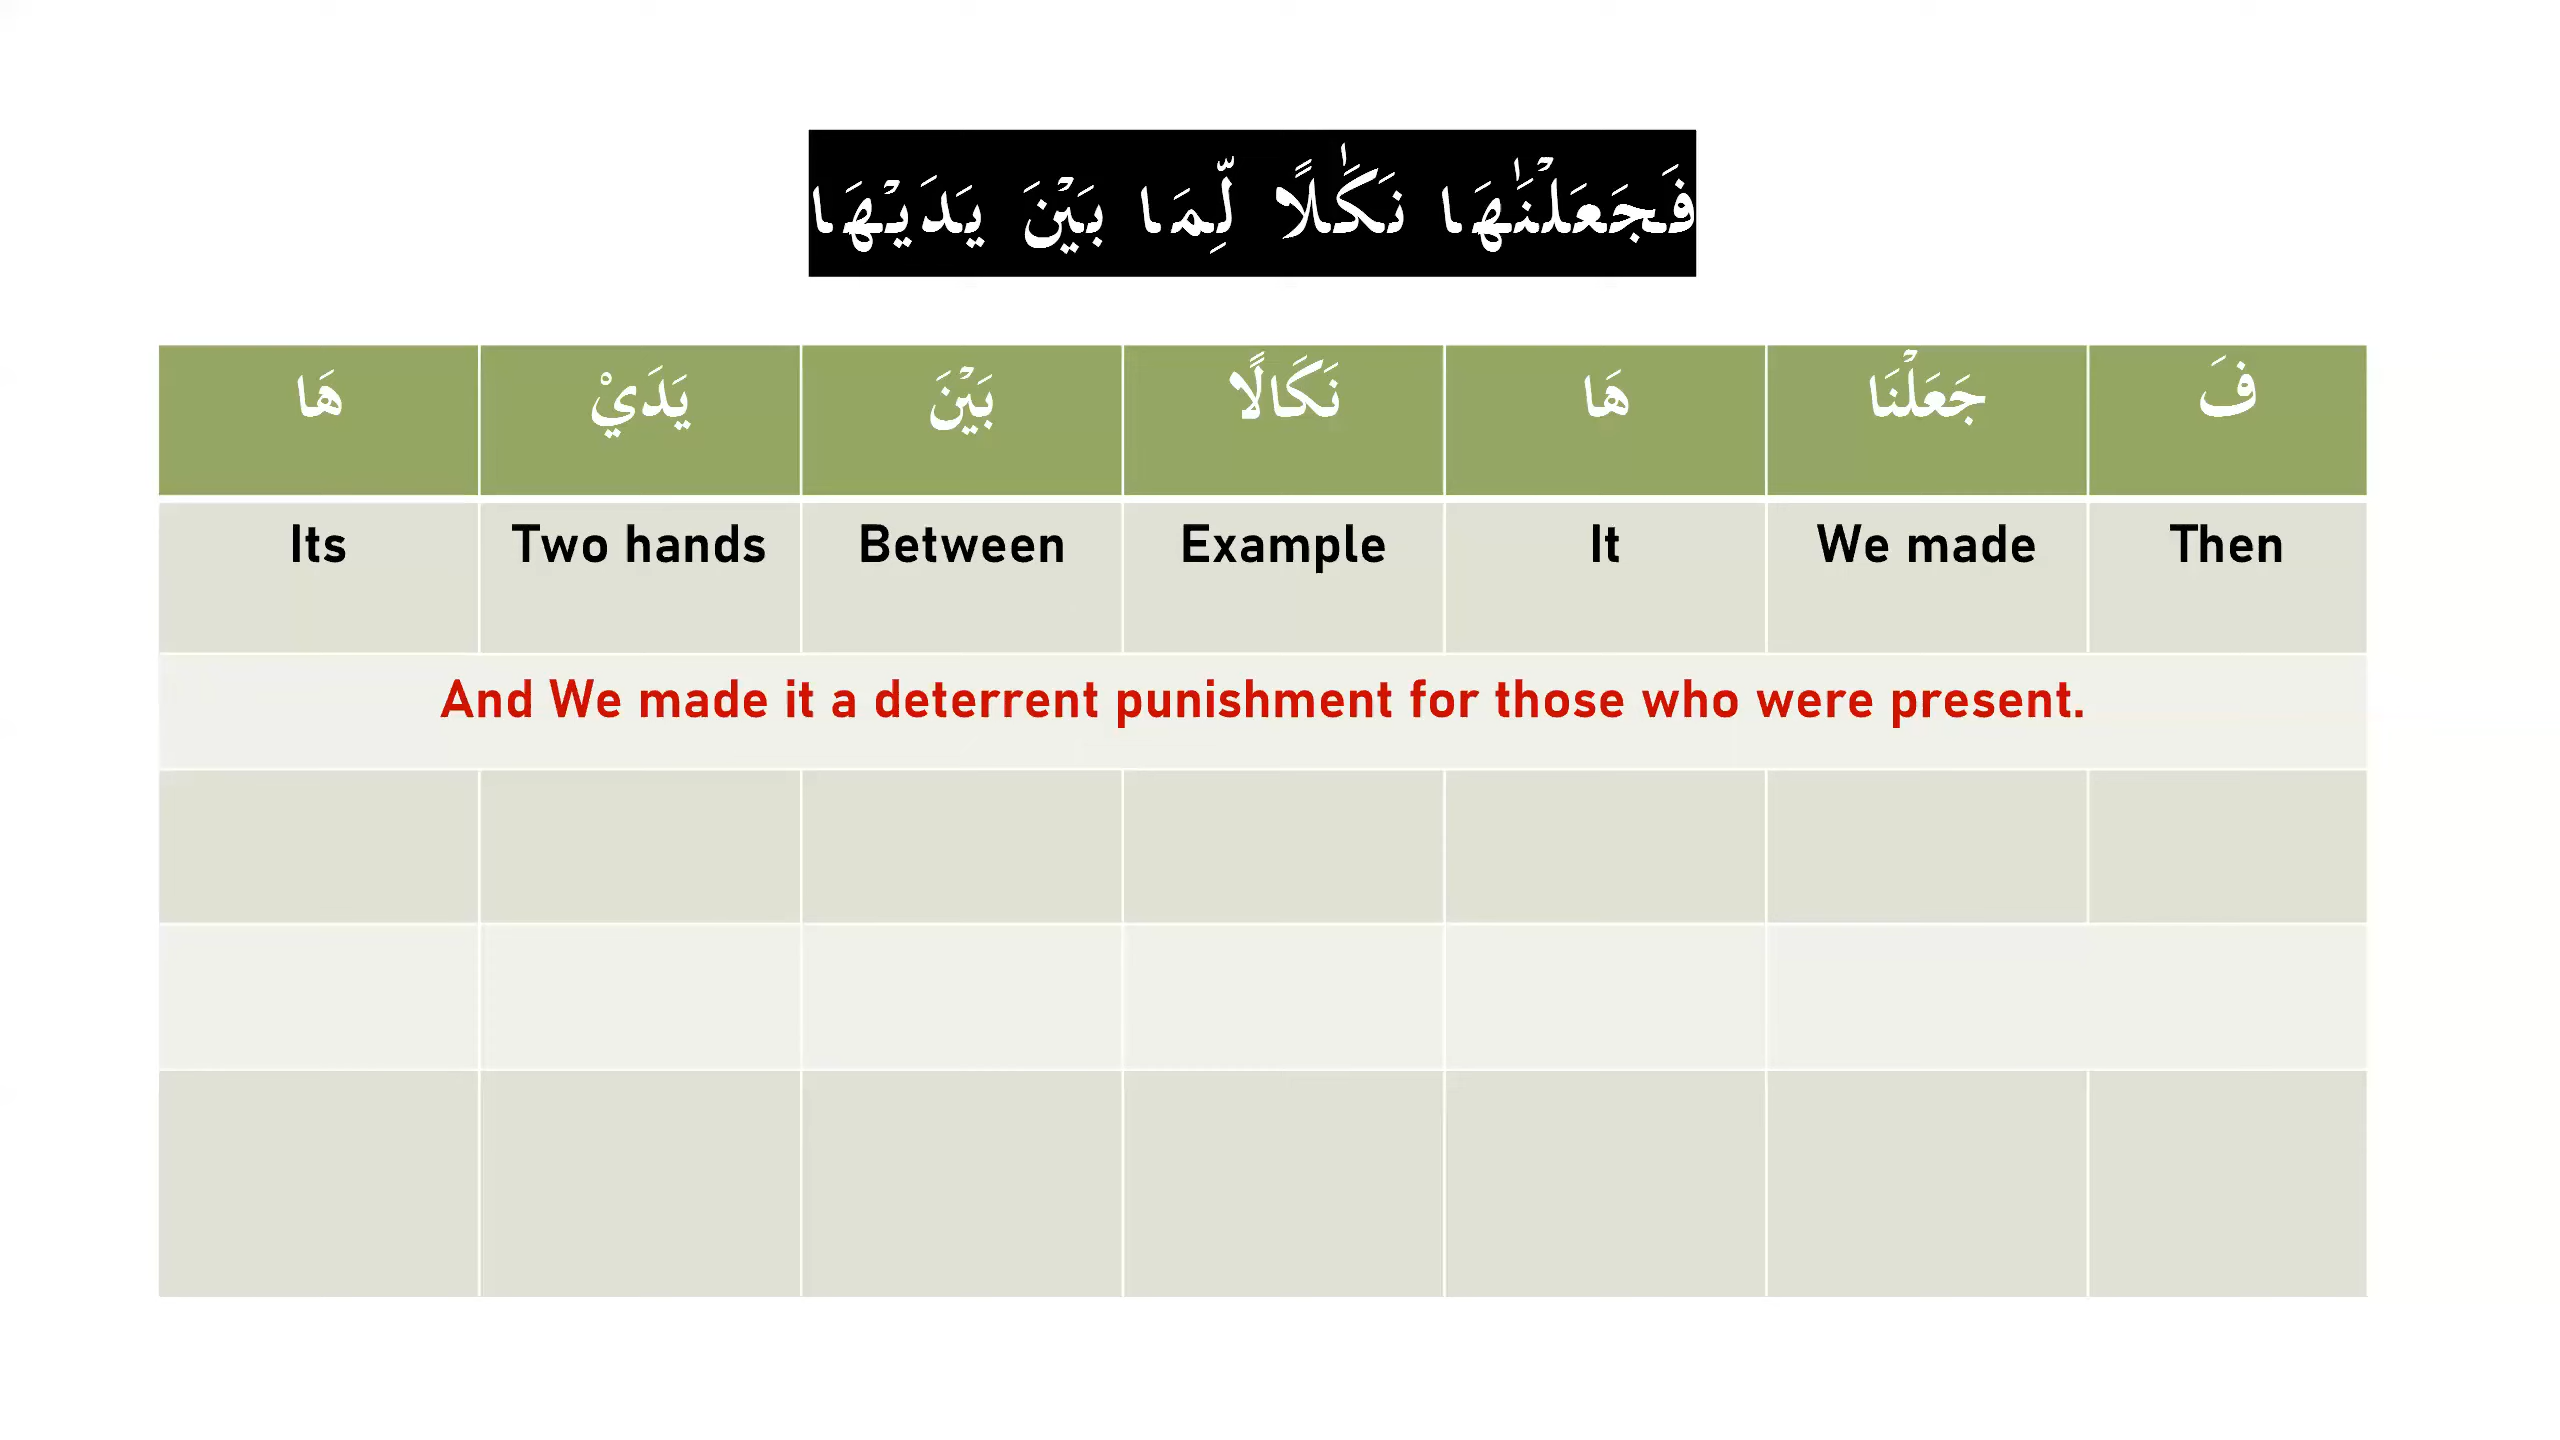 فَجَعَلْنَٰهَا نَكَٰلًا لِّمَا بَيْنَ يَدَيْهَا
فَ جَعَلْنَا هَا نَكَالًا بَيْنَ يَدَيْ هَا
Its Two hands Between Example It We made Then
And We made it a deterrent punishment for those who were present.